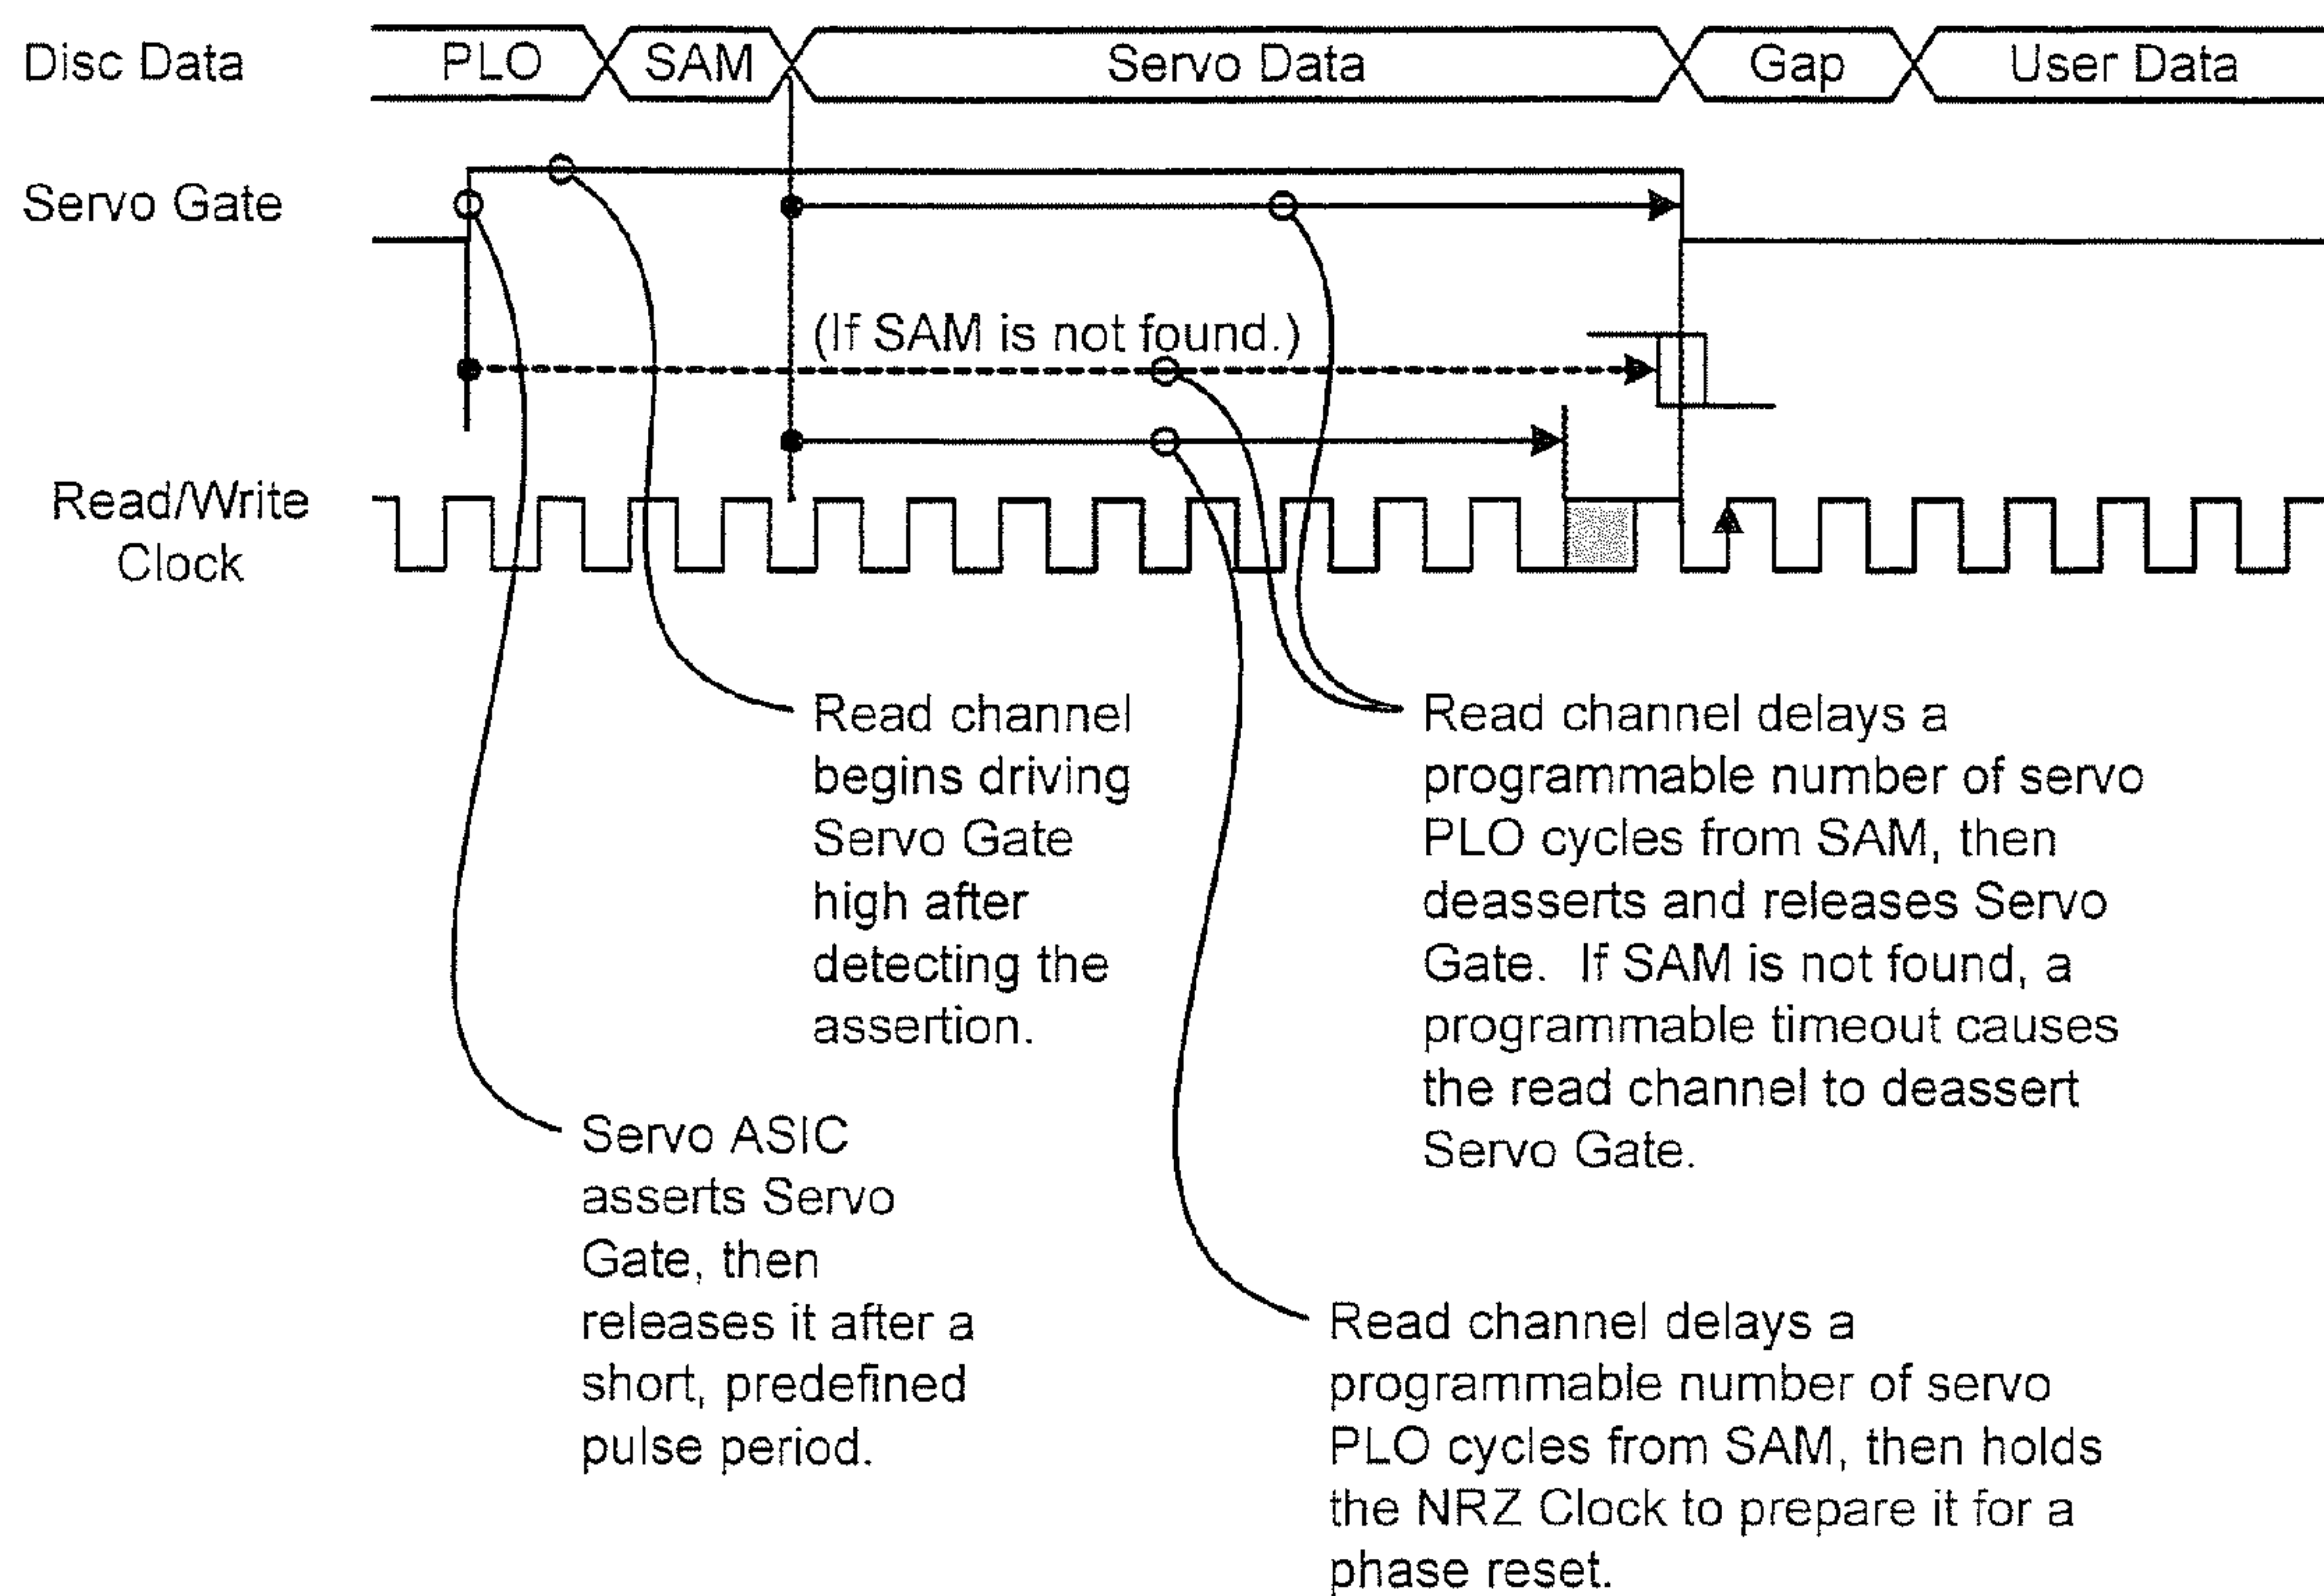 Disc Data
PLO
SAM
Servo Data
Gap
User Data
Servo Gate
(If SAM is not found.)
Read/Write
Clock
Read channel
begins driving
Servo Gate
high after
detecting the
assertion.
Read channel delays a
programmable number of servo
PLO cycles from SAM, then
deasserts and releases Servo
Gate. If SAM is not found, a
programmable timeout causes
the read channel to deassert
Servo Gate.
Servo ASIC
asserts Servo
Gate, then
releases it after a
short, predefined
pulse period.
Read channel delays a
programmable number of servo
PLO cycles from SAM, then holds
the NRZ Clock to prepare it for a
phase reset.